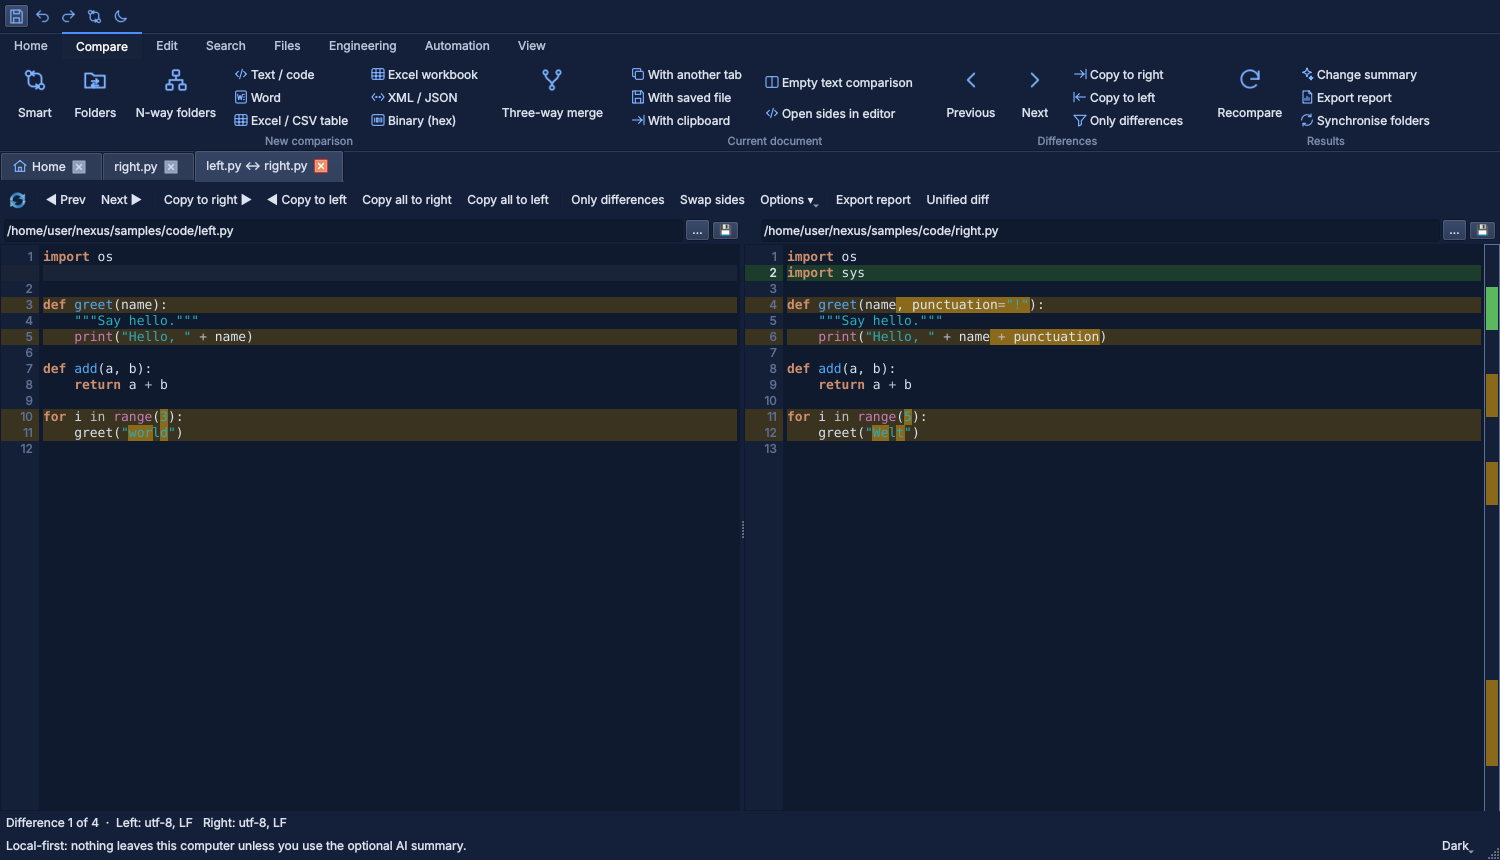 Home Compare Edit Search Files Engineering Automation View
Smart Folders N-way folders
Text / code
Word
Excel / CSV table
Excel workbook
XML / JSON
Binary (hex)
Three-way merge
New comparison
With another tab
With saved file
With clipboard
Empty text comparison
Open sides in editor
Current document
Previous Next
Copy to right
Copy to left
Only differences
Differences
Recompare
Change summary
Export report
Synchronise folders
Results
Home right.py left.py ↔ right.py
◀ Prev Next ▶ Copy to right ▶ ◀ Copy to left Copy all to right Copy all to left Only differences Swap sides Options ▾ Export report Unified diff
/home/user/nexus/samples/code/left.py ...
1 import os
2
3 def greet(name):
4     """Say hello."""
5     print("Hello, " + name)
6
7 def add(a, b):
8     return a + b
9
10 for i in range(3):
11     greet("world")
12
/home/user/nexus/samples/code/right.py ...
1 import os
2 import sys
3
4 def greet(name, punctuation="!"):
5     """Say hello."""
6     print("Hello, " + name + punctuation)
7
8 def add(a, b):
9     return a + b
10
11 for i in range(5):
12     greet("Welt")
13
Difference 1 of 4 · Left: utf-8, LF Right: utf-8, LF
Local-first: nothing leaves this computer unless you use the optional AI summary. Dark